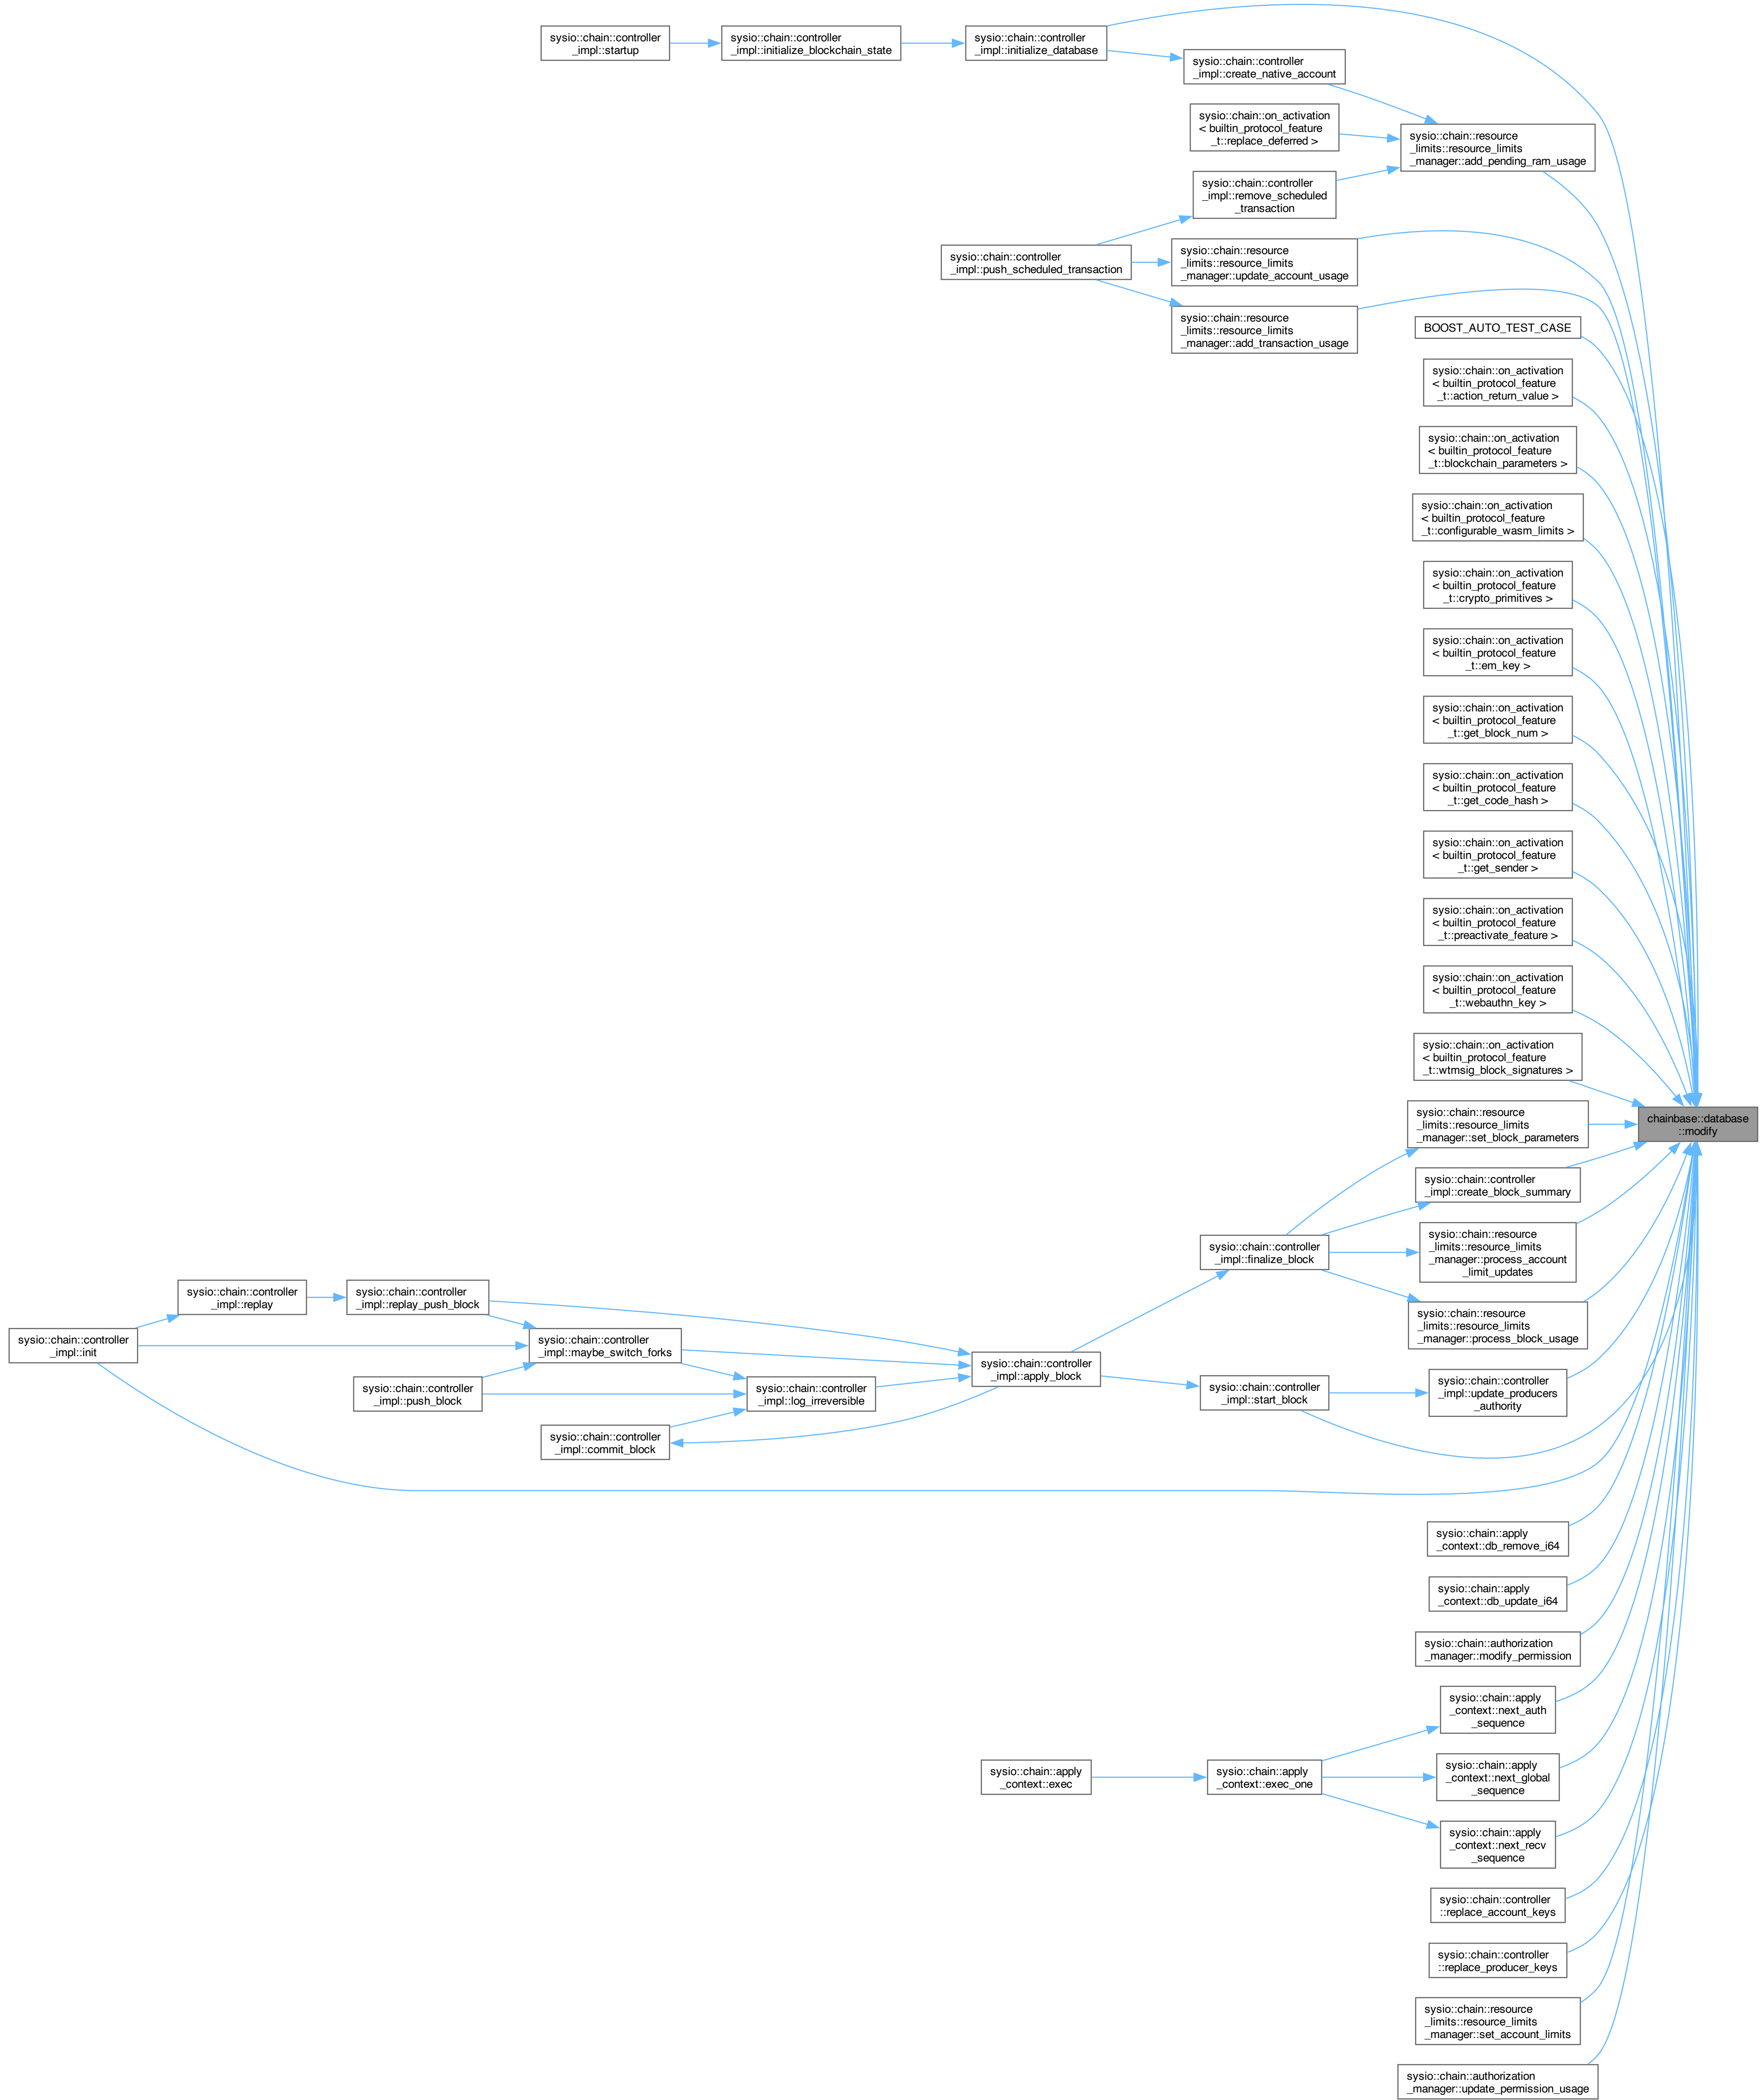 sysio::chain::controller
_impl::startup
sysio::chain::controller
_impl::initialize_blockchain_state
sysio::chain::controller
_impl::initialize_database
sysio::chain::controller
_impl::create_native_account
sysio::chain::on_activation
< builtin_protocol_feature
_t::replace_deferred >
sysio::chain::resource
_limits::resource_limits
_manager::add_pending_ram_usage
sysio::chain::controller
_impl::remove_scheduled
_transaction
sysio::chain::controller
_impl::push_scheduled_transaction
sysio::chain::resource
_limits::resource_limits
_manager::update_account_usage
sysio::chain::resource
_limits::resource_limits
_manager::add_transaction_usage
BOOST_AUTO_TEST_CASE
sysio::chain::on_activation
< builtin_protocol_feature
_t::action_return_value >
sysio::chain::on_activation
< builtin_protocol_feature
_t::blockchain_parameters >
sysio::chain::on_activation
< builtin_protocol_feature
_t::configurable_wasm_limits >
sysio::chain::on_activation
< builtin_protocol_feature
_t::crypto_primitives >
sysio::chain::on_activation
< builtin_protocol_feature
_t::em_key >
sysio::chain::on_activation
< builtin_protocol_feature
_t::get_block_num >
sysio::chain::on_activation
< builtin_protocol_feature
_t::get_code_hash >
sysio::chain::on_activation
< builtin_protocol_feature
_t::get_sender >
sysio::chain::on_activation
< builtin_protocol_feature
_t::preactivate_feature >
sysio::chain::on_activation
< builtin_protocol_feature
_t::webauthn_key >
sysio::chain::on_activation
< builtin_protocol_feature
_t::wtmsig_block_signatures >
chainbase::database
::modify
sysio::chain::resource
_limits::resource_limits
_manager::set_block_parameters
sysio::chain::controller
_impl::create_block_summary
sysio::chain::controller
_impl::finalize_block
sysio::chain::resource
_limits::resource_limits
_manager::process_account
_limit_updates
sysio::chain::resource
_limits::resource_limits
_manager::process_block_usage
sysio::chain::controller
_impl::replay
sysio::chain::controller
_impl::replay_push_block
sysio::chain::controller
_impl::init
sysio::chain::controller
_impl::maybe_switch_forks
sysio::chain::controller
_impl::apply_block
sysio::chain::controller
_impl::push_block
sysio::chain::controller
_impl::log_irreversible
sysio::chain::controller
_impl::start_block
sysio::chain::controller
_impl::update_producers
_authority
sysio::chain::controller
_impl::commit_block
sysio::chain::apply
_context::db_remove_i64
sysio::chain::apply
_context::db_update_i64
sysio::chain::authorization
_manager::modify_permission
sysio::chain::apply
_context::next_auth
_sequence
sysio::chain::apply
_context::exec
sysio::chain::apply
_context::exec_one
sysio::chain::apply
_context::next_global
_sequence
sysio::chain::apply
_context::next_recv
_sequence
sysio::chain::controller
::replace_account_keys
sysio::chain::controller
::replace_producer_keys
sysio::chain::resource
_limits::resource_limits
_manager::set_account_limits
sysio::chain::authorization
_manager::update_permission_usage